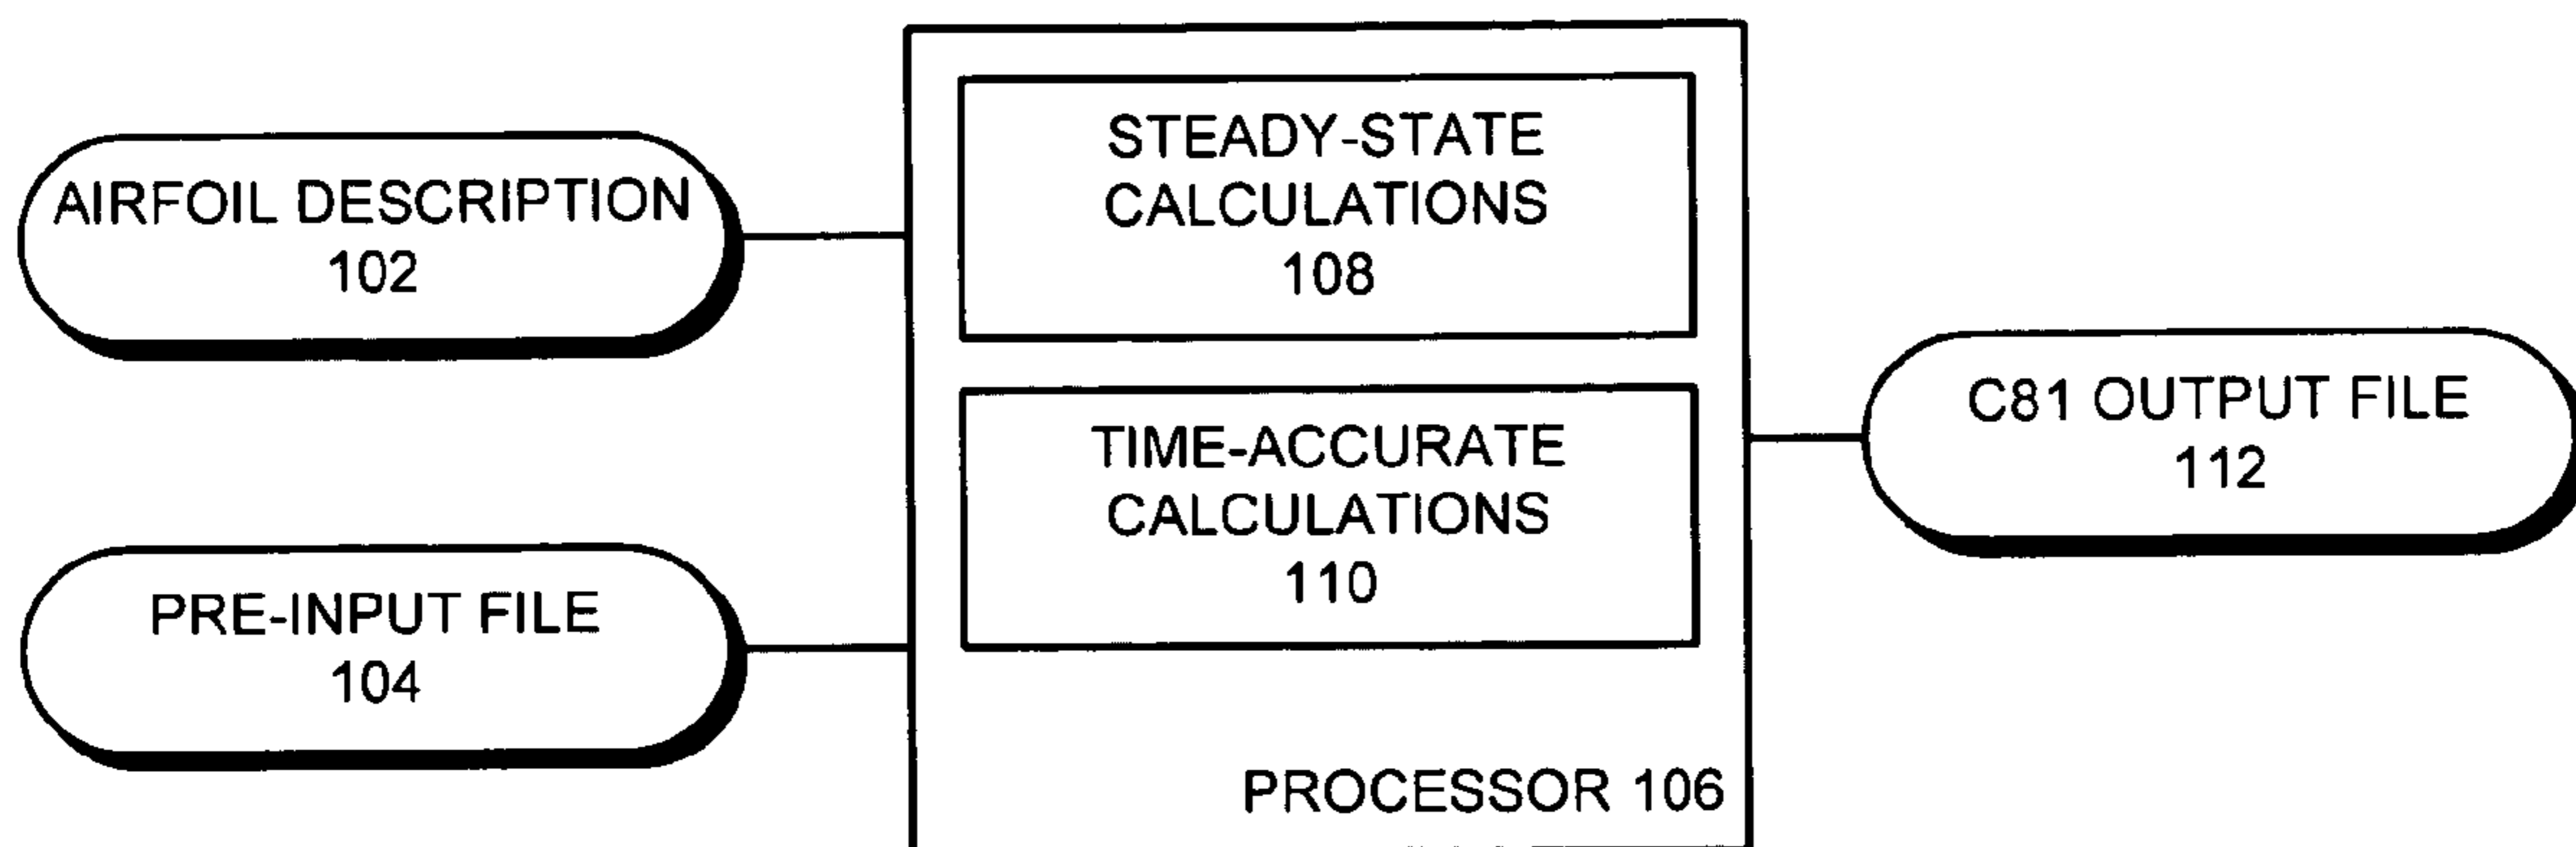 AIRFOIL DESCRIPTION
102
PRE-INPUT FILE
104
STEADY-STATE
CALCULATIONS
108
TIME-ACCURATE
CALCULATIONS
110
PROCESSOR 106
C81 OUTPUT FILE
112